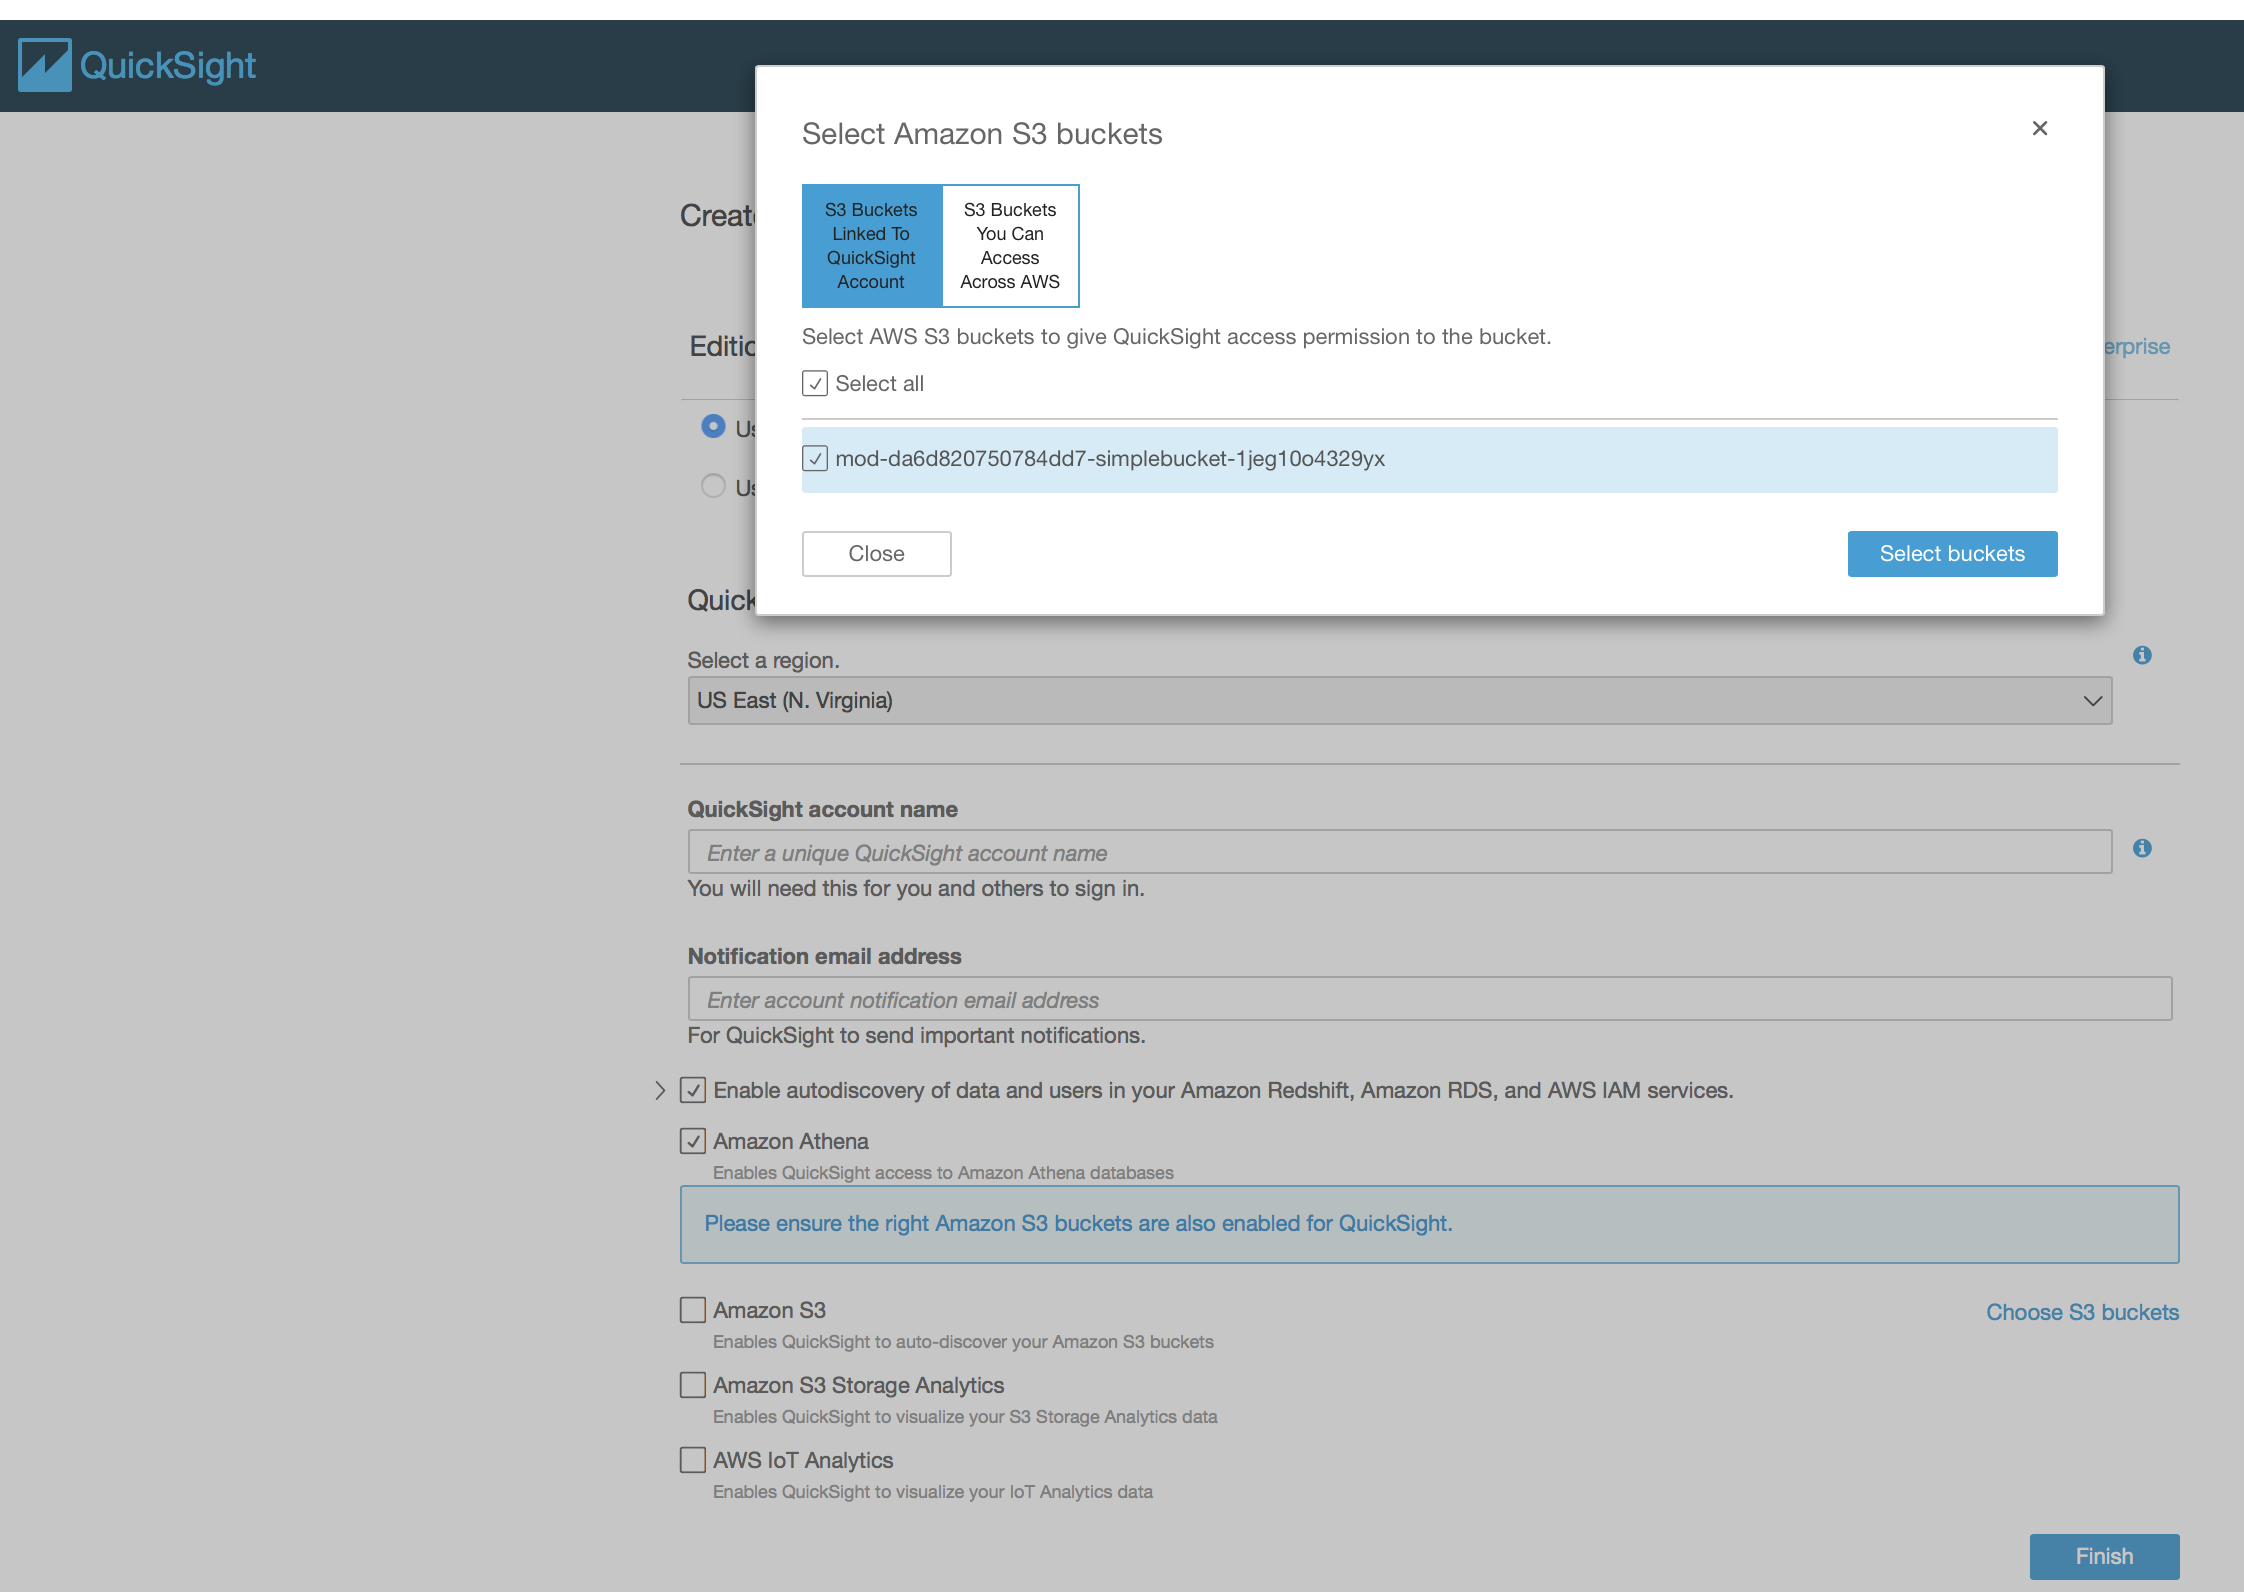 QuickSight
Select Amazon S3 buckets
S3 Buckets
Linked To
QuickSight
Account
S3 Buckets
You Can
Access
Across AWS
Select AWS S3 buckets to give QuickSight access permission to the bucket.
Select all
mod-da6d820750784dd7-simplebucket-1jeg10o4329yx
Close
Select buckets
Select a region.
US East (N. Virginia)
QuickSight account name
Enter a unique QuickSight account name
You will need this for you and others to sign in.
Notification email address
Enter account notification email address
For QuickSight to send important notifications.
Enable autodiscovery of data and users in your Amazon Redshift, Amazon RDS, and AWS IAM services.
Amazon Athena
Enables QuickSight access to Amazon Athena databases
Please ensure the right Amazon S3 buckets are also enabled for QuickSight.
Amazon S3
Choose S3 buckets
Enables QuickSight to auto-discover your Amazon S3 buckets
Amazon S3 Storage Analytics
Enables QuickSight to visualize your S3 Storage Analytics data
AWS IoT Analytics
Enables QuickSight to visualize your IoT Analytics data
Finish